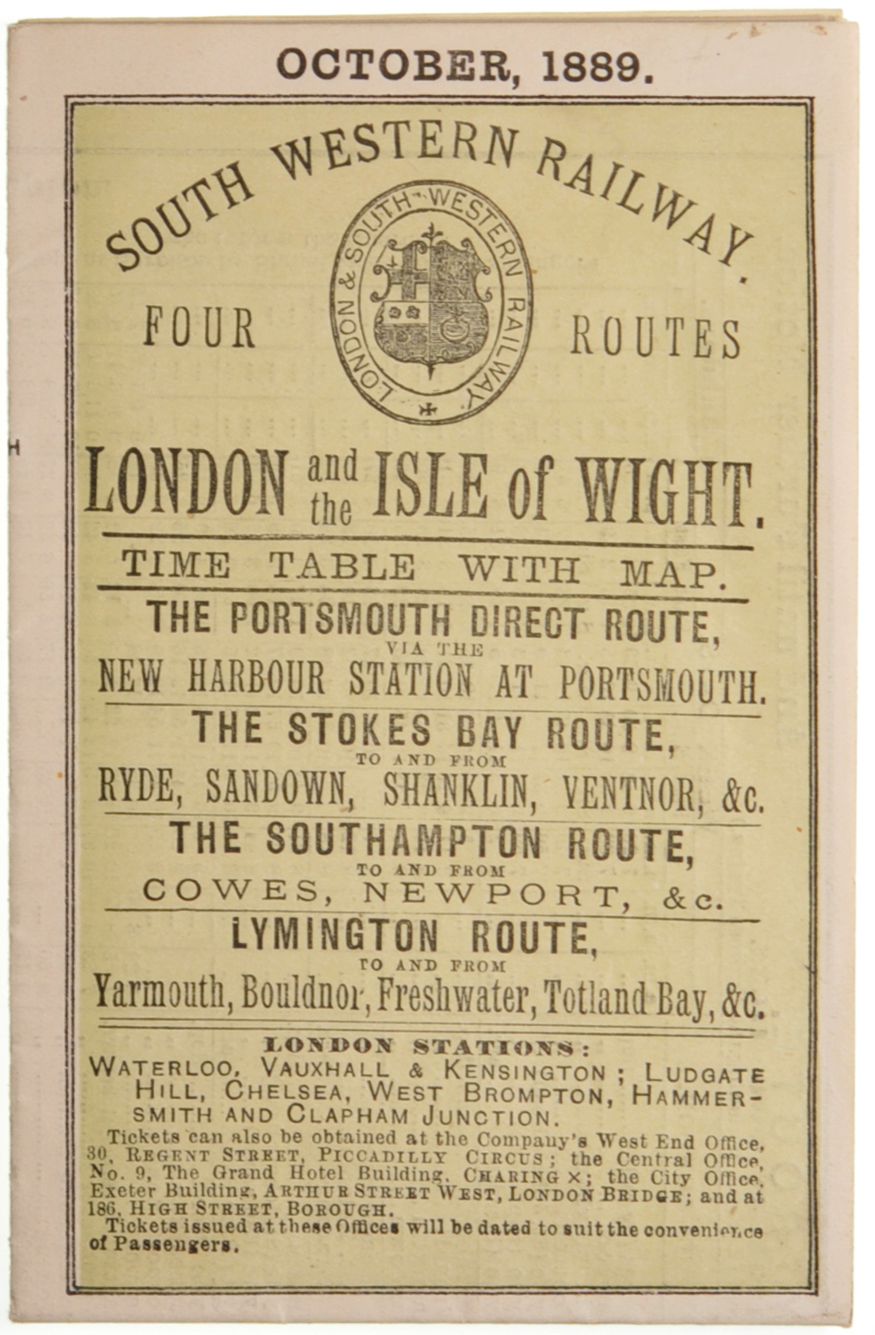 OCTOBER, 1889.
SOUTH WESTERN RAILWAY.
LONDON & SOUTH-WESTERN RAILWAY
FOUR ROUTES
LONDON and the ISLE of WIGHT.
TIME TABLE WITH MAP.
THE PORTSMOUTH DIRECT ROUTE,
VIA THE
NEW HARBOUR STATION AT PORTSMOUTH.
THE STOKES BAY ROUTE,
TO AND FROM
RYDE, SANDOWN, SHANKLIN, VENTNOR, &c.
THE SOUTHAMPTON ROUTE,
TO AND FROM
COWES, NEWPORT, &c.
LYMINGTON ROUTE,
TO AND FROM
Yarmouth, Bouldnor, Freshwater, Totland Bay, &c.
LONDON STATIONS:
WATERLOO, VAUXHALL & KENSINGTON; LUDGATE
HILL, CHELSEA, WEST BROMPTON, HAMMER-
SMITH AND CLAPHAM JUNCTION.
Tickets can also be obtained at the Company's West End Office,
30, REGENT STREET, PICCADILLY CIRCUS; the Central Office,
No. 9, The Grand Hotel Building, CHARING ×; the City Office,
Exeter Building, ARTHUR STREET WEST, LONDON BRIDGE; and at
186, HIGH STREET, BOROUGH.
Tickets issued at these Offices will be dated to suit the convenience
of Passengers.
H